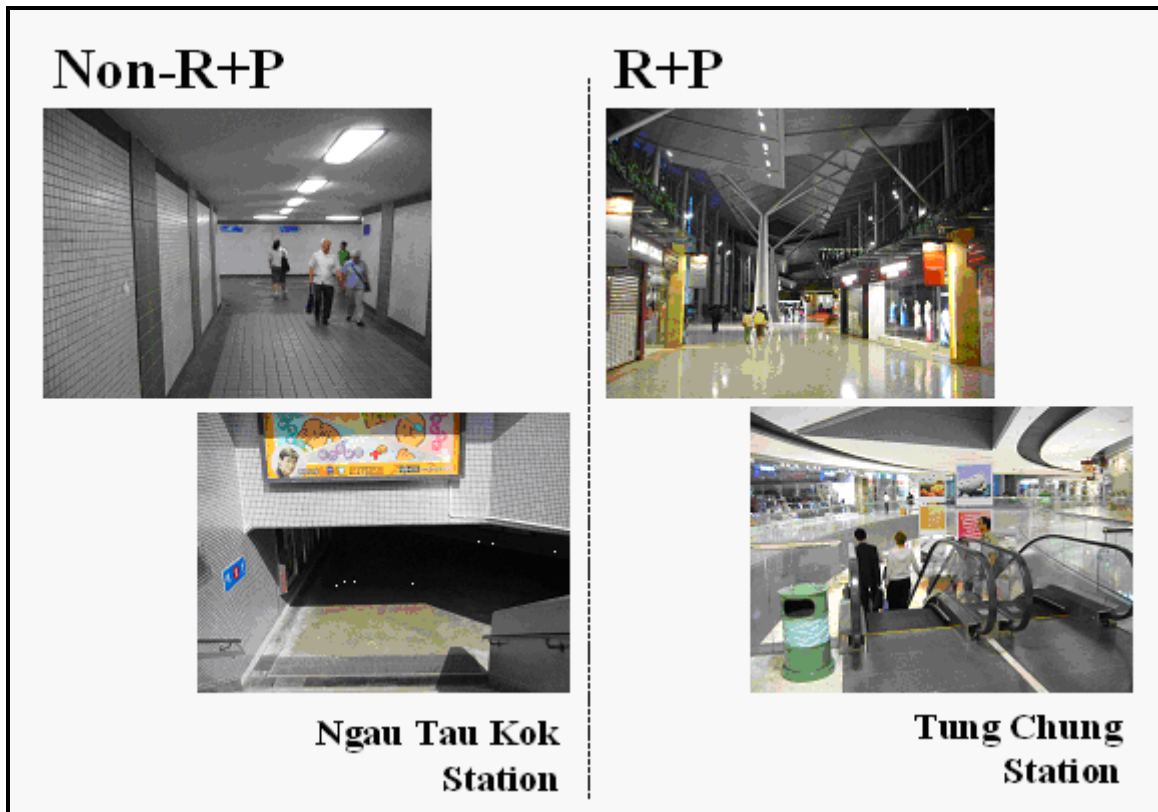 Non-R+P
R+P
Ngau Tau Kok
Station
Tung Chung
Station